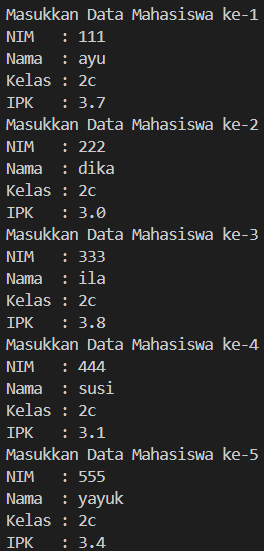 Masukkan Data Mahasiswa ke-1
NIM   : 111
Nama  : ayu
Kelas : 2c
IPK   : 3.7
Masukkan Data Mahasiswa ke-2
NIM   : 222
Nama  : dika
Kelas : 2c
IPK   : 3.0
Masukkan Data Mahasiswa ke-3
NIM   : 333
Nama  : ila
Kelas : 2c
IPK   : 3.8
Masukkan Data Mahasiswa ke-4
NIM   : 444
Nama  : susi
Kelas : 2c
IPK   : 3.1
Masukkan Data Mahasiswa ke-5
NIM   : 555
Nama  : yayuk
Kelas : 2c
IPK   : 3.4